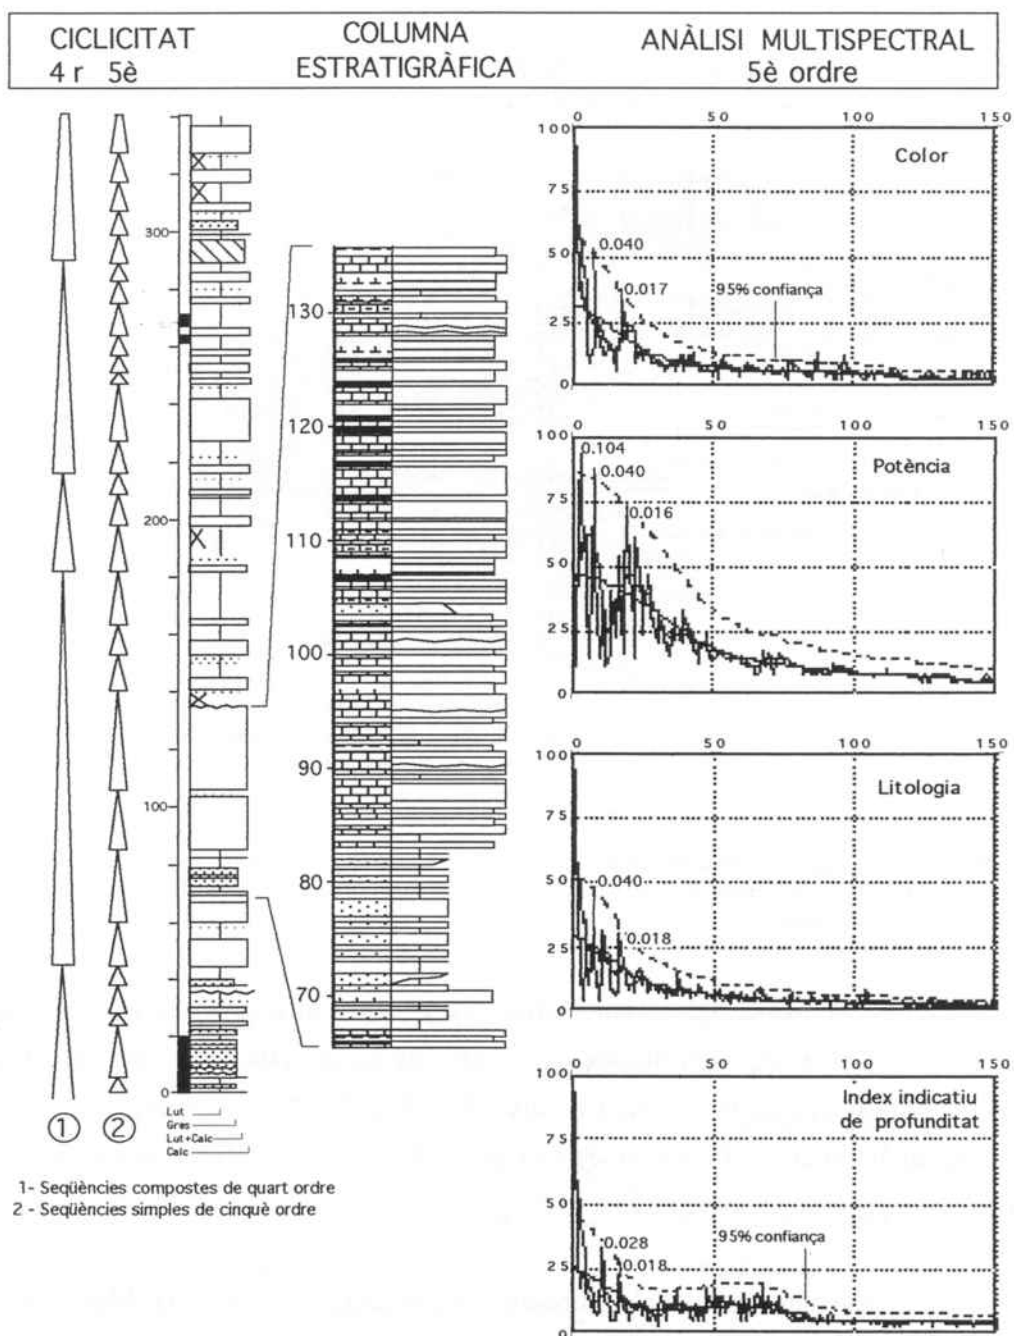 CICLICITAT
4 r 5è
COLUMNA
ESTRATIGRÀFICA
ANÀLISI MULTISPECTRAL
5è ordre
300
200
100
0
1
2
Lut
Gres
Lut+Calc
Calc
1- Seqüències compostes de quart ordre
2 - Seqüències simples de cinquè ordre
130
120
110
100
90
80
70
0 50 100 150
100
75
50
25
0
Color
0.040
0.017
95% confiança
0 50 100 150
100
75
50
25
0
Potència
0.104
0.040
0.016
0 50 100 150
100
75
50
25
0
Litologia
0.040
0.018
0 50 100 150
100
75
50
25
0
Index indicatiu
de profunditat
0.028
0.018
95% confiança